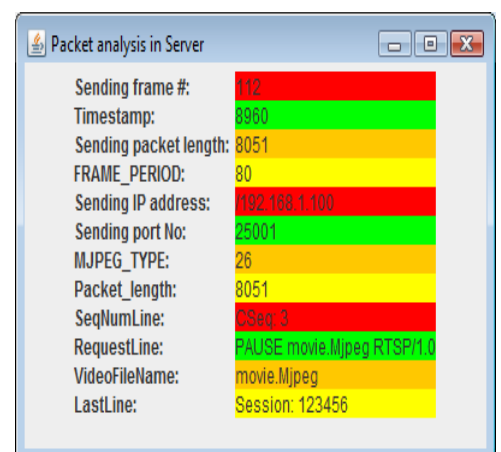 Packet analysis in Server
Sending frame #: 112
Timestamp: 8960
Sending packet length: 8051
FRAME_PERIOD: 80
Sending IP address: /192.168.1.100
Sending port No: 25001
MJPEG_TYPE: 26
Packet_length: 8051
SeqNumLine: CSeq: 3
RequestLine: PAUSE movie.Mjpeg RTSP/1.0
VideoFileName: movie.Mjpeg
LastLine: Session: 123456